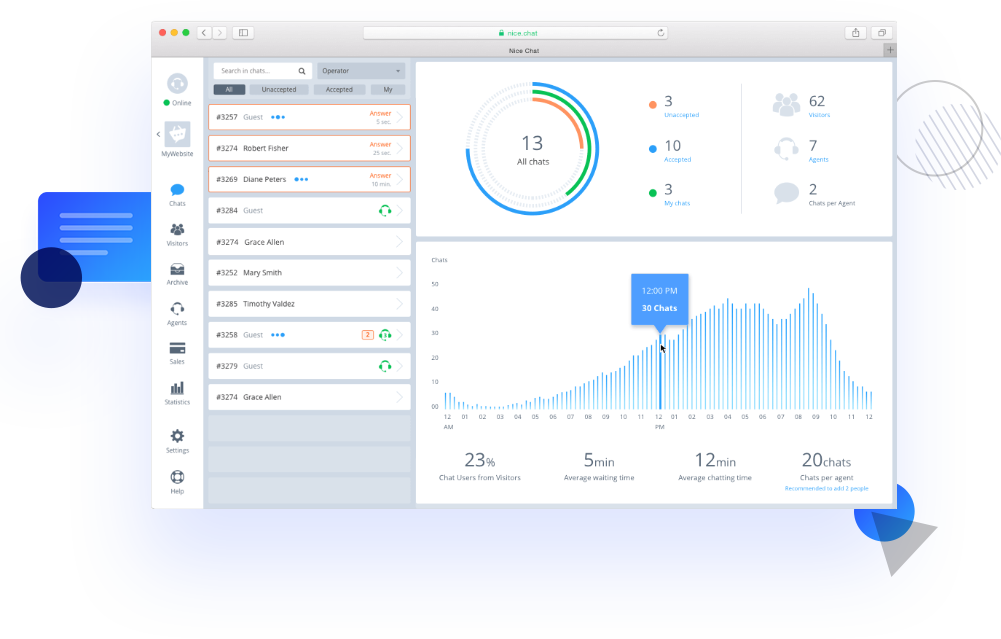 nice.chat
Nice Chat
Online
MyWebsite
Chats
Visitors
Archive
Agents
Sales
Statistics
Settings
Help
Search in chats...
Operator
All Unaccepted Accepted My
#3257 Guest Answer
5 sec.
#3274 Robert Fisher Answer
25 sec.
#3269 Diane Peters Answer
10 min.
#3284 Guest
#3274 Grace Allen
#3252 Mary Smith
#3285 Timothy Valdez
#3258 Guest 2
#3279 Guest
#3274 Grace Allen
13
All chats
3
Unaccepted
10
Accepted
3
My chats
62
Visitors
7
Agents
2
Chats per Agent
Chats
50
40
30
20
10
00
12:00 PM
30 Chats
12 01 02 03 04 05 06 07 08 09 10 11 12 01 02 03 04 05 06 07 08 09 10 11 12
AM PM
23%
Chat Users from Visitors
5min
Average waiting time
12min
Average chatting time
20chats
Chats per agent
Recommended to add 2 people